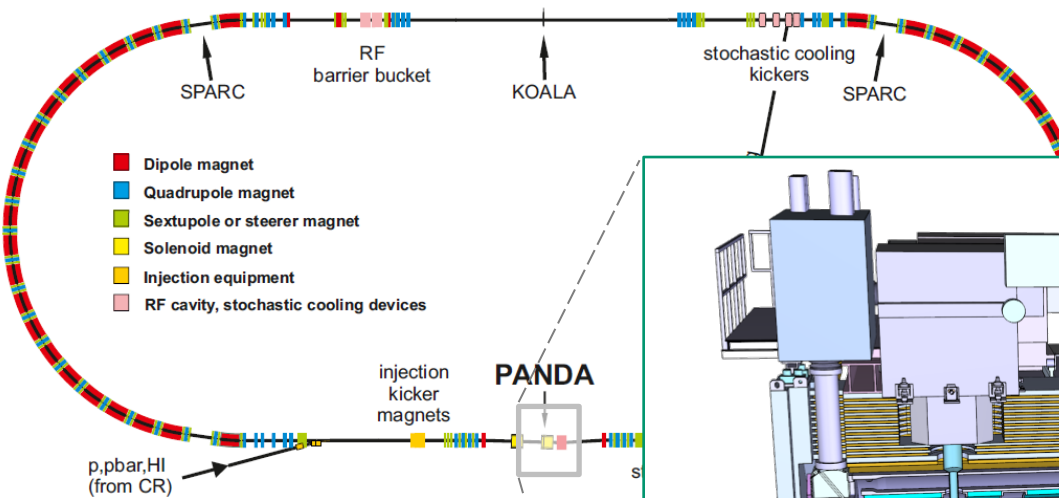 RF
barrier bucket
stochastic cooling
kickers
SPARC
KOALA
SPARC
Dipole magnet
Quadrupole magnet
Sextupole or steerer magnet
Solenoid magnet
Injection equipment
RF cavity, stochastic cooling devices
injection
kicker
magnets
PANDA
p,pbar,HI
(from CR)